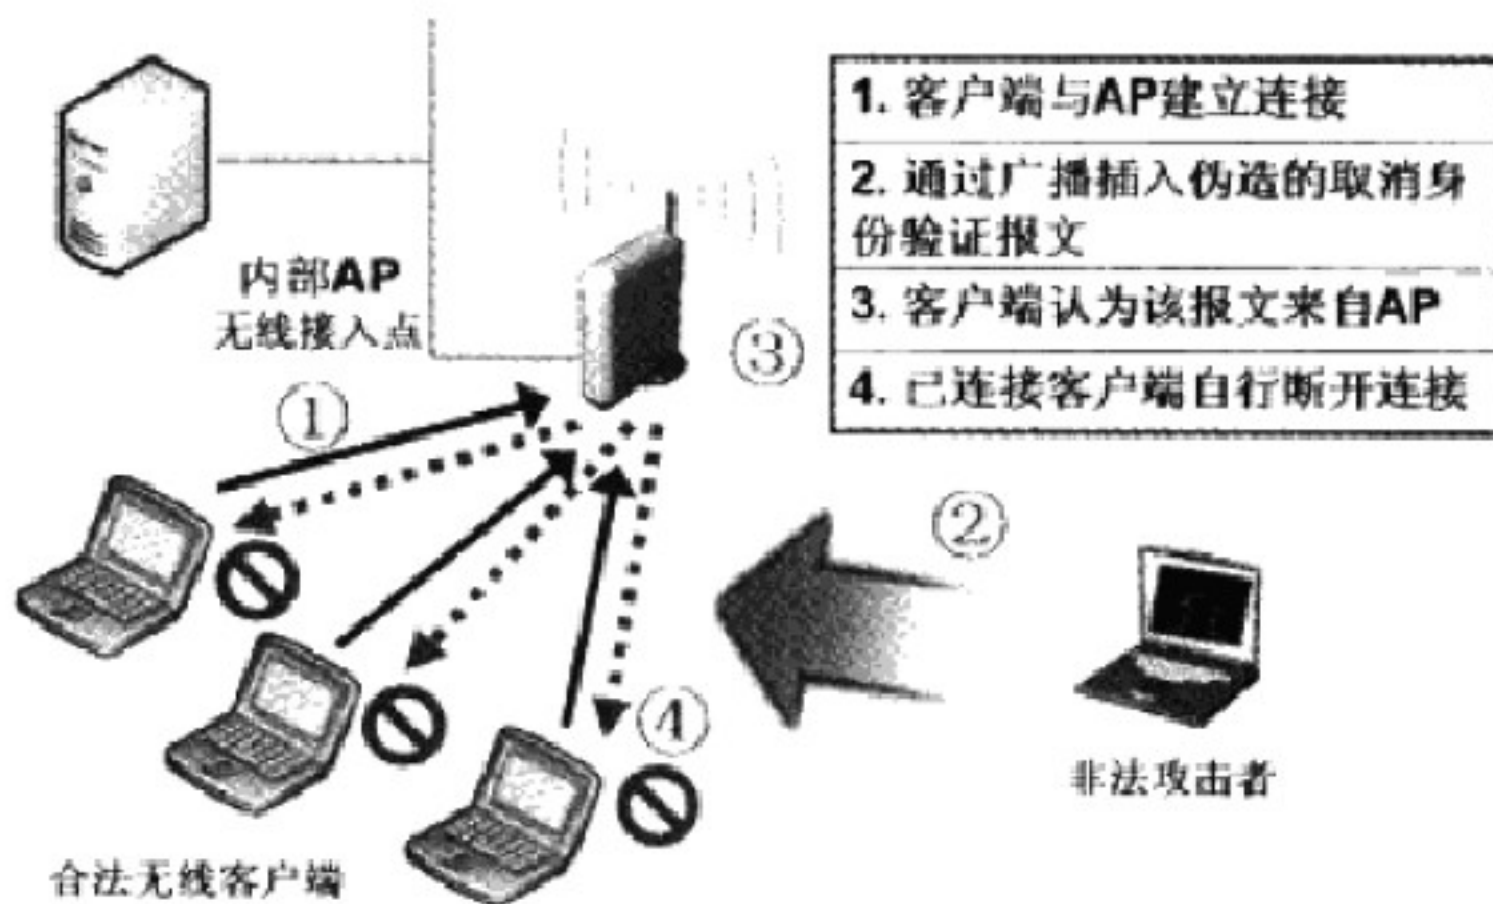 1. 客户端与AP建立连接
2. 通过广播插入伪造的取消身
份验证报文
3. 客户端认为该报文来自AP
4. 已连接客户端自行断开连接
内部AP
无线接入点
③
①
②
④
非法攻击者
合法无线客户端